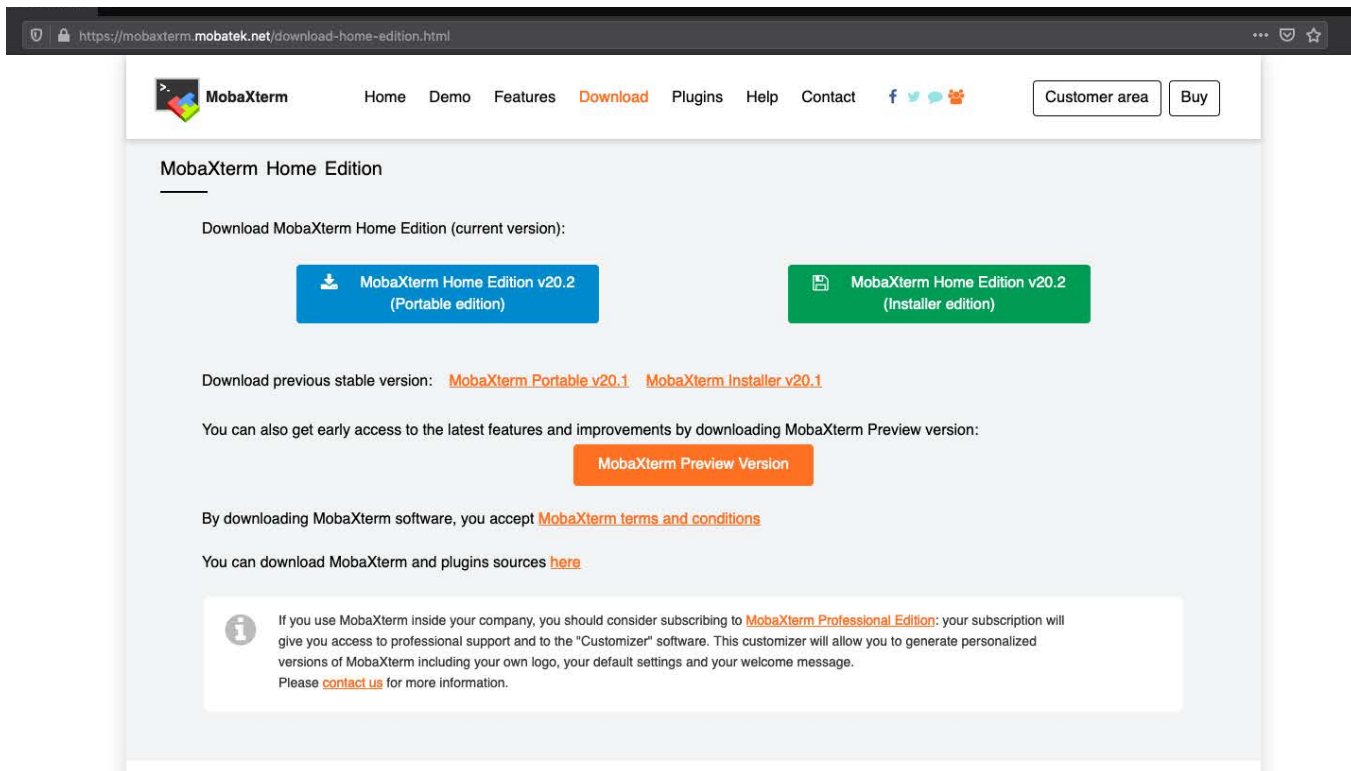 https://mobaxterm.mobatek.net/download-home-edition.html
>.
MobaXterm
Home Demo Features Download Plugins Help Contact
Customer area Buy
MobaXterm Home Edition
Download MobaXterm Home Edition (current version):
MobaXterm Home Edition v20.2
(Portable edition)
MobaXterm Home Edition v20.2
(Installer edition)
Download previous stable version: MobaXterm Portable v20.1 MobaXterm Installer v20.1
You can also get early access to the latest features and improvements by downloading MobaXterm Preview version:
MobaXterm Preview Version
By downloading MobaXterm software, you accept MobaXterm terms and conditions
You can download MobaXterm and plugins sources here
If you use MobaXterm inside your company, you should consider subscribing to MobaXterm Professional Edition: your subscription will
give you access to professional support and to the "Customizer" software. This customizer will allow you to generate personalized
versions of MobaXterm including your own logo, your default settings and your welcome message.
Please contact us for more information.